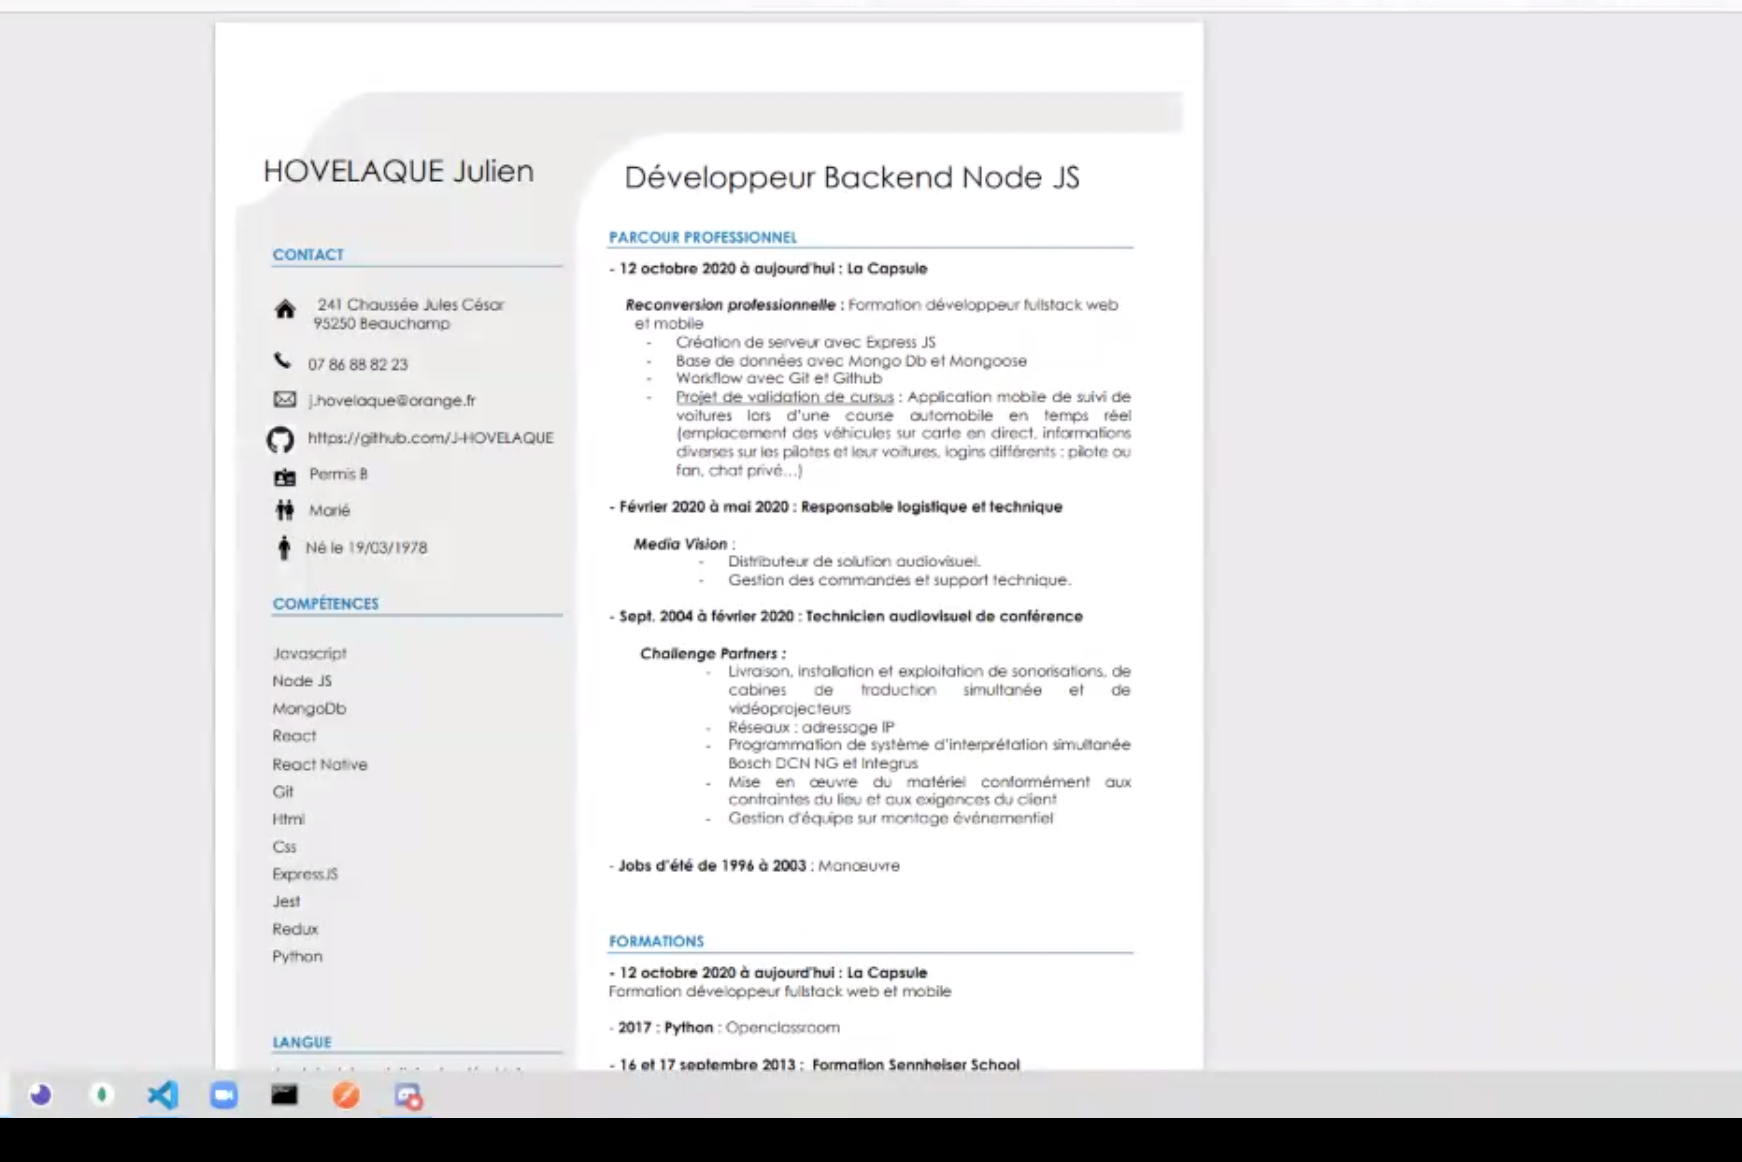 HOVELAQUE Julien
CONTACT
241 Chaussée Jules César
95250 Beauchamp
07 86 88 82 23
j.hovelaque@orange.fr
https://github.com/J-HOVELAQUE
Permis B
Marié
Né le 19/03/1978
COMPÉTENCES
Javascript
Node JS
MongoDb
React
React Native
Git
Html
Css
ExpressJS
Jest
Redux
Python
LANGUE
Développeur Backend Node JS
PARCOUR PROFESSIONNEL
- 12 octobre 2020 à aujourd'hui : La Capsule
Reconversion professionnelle : Formation développeur fullstack web
et mobile
- Création de serveur avec Express JS
- Base de données avec Mongo Db et Mongoose
- Workflow avec Git et Github
- Projet de validation de cursus : Application mobile de suivi de
voitures lors d'une course automobile en temps réel
(emplacement des véhicules sur carte en direct, informations
diverses sur les pilotes et leur voitures, logins différents : pilote ou
fan, chat privé...)
- Février 2020 à mai 2020 : Responsable logistique et technique
Media Vision :
- Distributeur de solution audiovisuel.
- Gestion des commandes et support technique.
- Sept. 2004 à février 2020 : Technicien audiovisuel de conférence
Challenge Partners :
- Livraison, installation et exploitation de sonorisations, de
cabines de traduction simultanée et de
vidéoprojecteurs
- Réseaux : adressage IP
- Programmation de système d'interprétation simultanée
Bosch DCN NG et Integrus
- Mise en œuvre du matériel conformément aux
contraintes du lieu et aux exigences du client
- Gestion d'équipe sur montage événementiel
- Jobs d'été de 1996 à 2003 : Manœuvre
FORMATIONS
- 12 octobre 2020 à aujourd'hui : La Capsule
Formation développeur fullstack web et mobile
- 2017 : Python : Openclassroom
- 16 et 17 septembre 2013 : Formation Sennheiser School